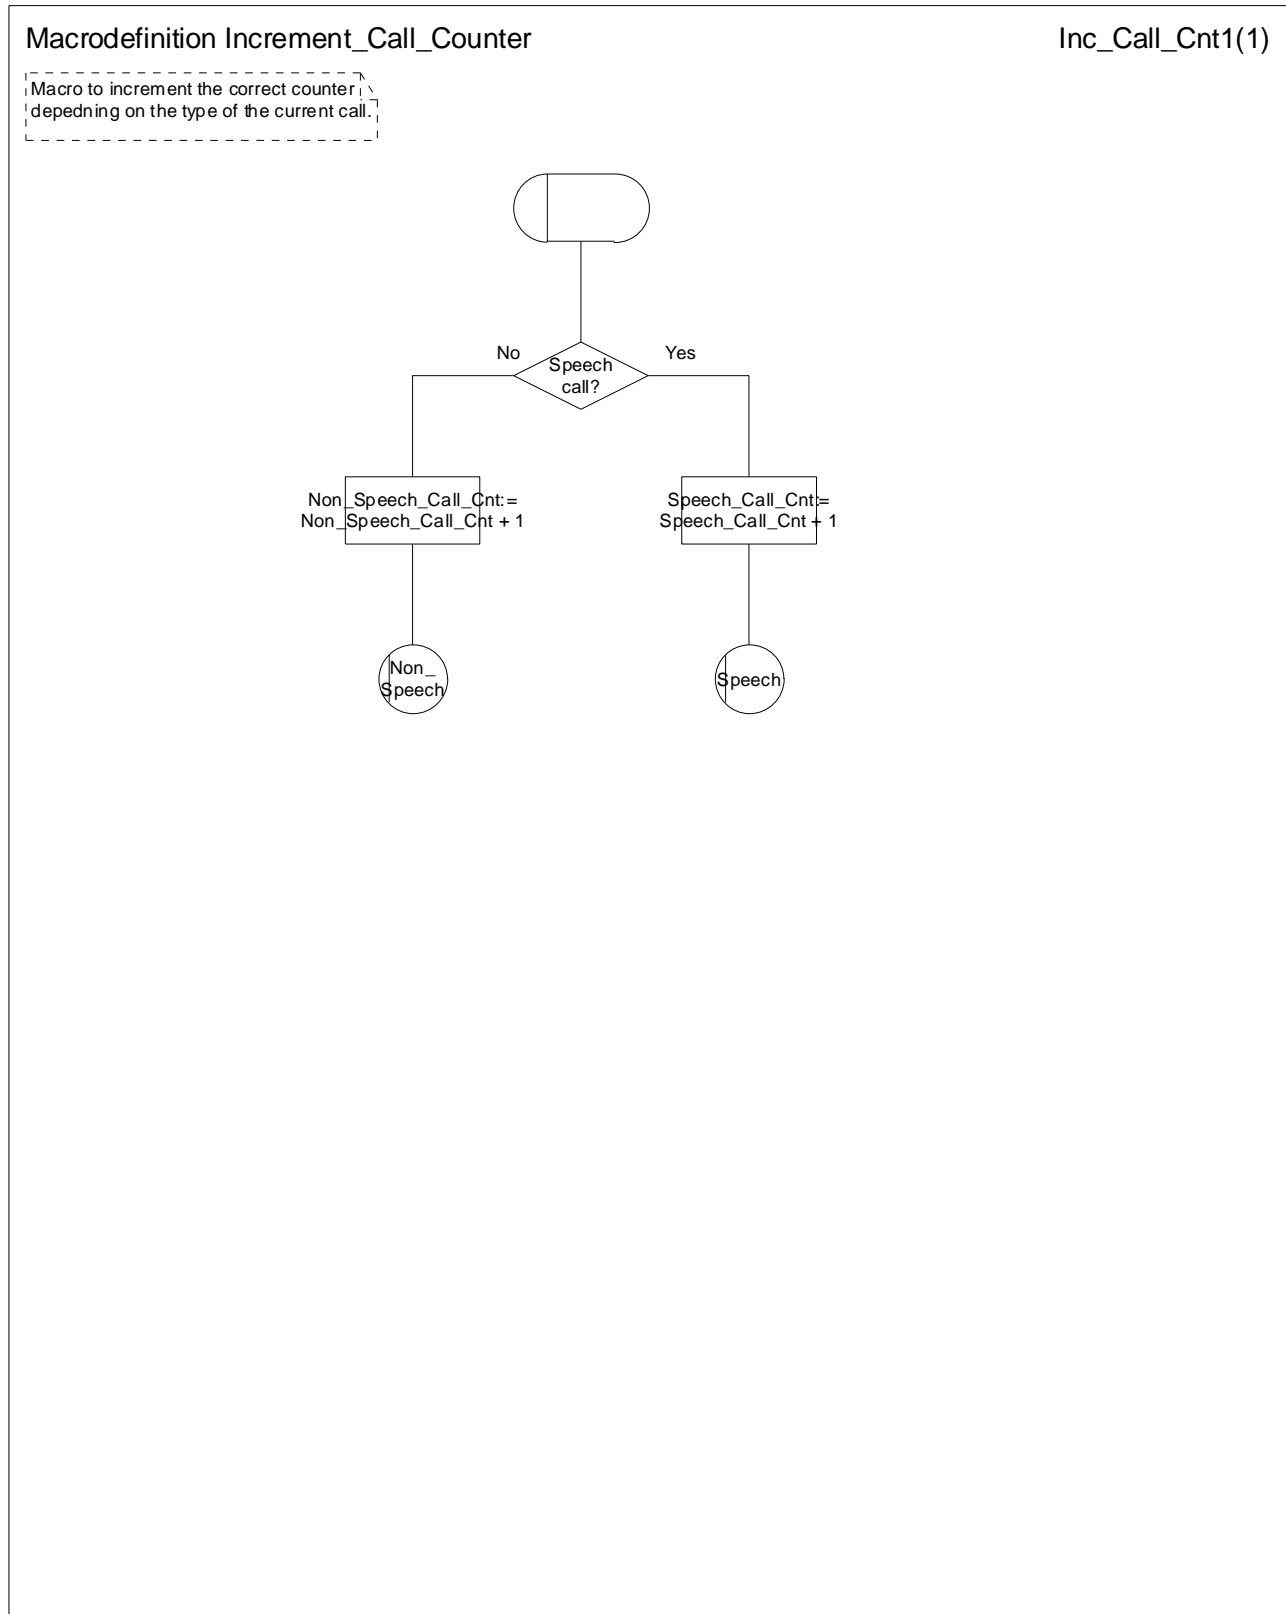 Macrodefinition Increment_Call_Counter
Inc_Call_Cnt1(1)
Macro to increment the correct counter
depedning on the type of the current call.
No
Speech
call?
Yes
Non_Speech_Call_Cnt:=
Non_Speech_Call_Cnt + 1
Speech_Call_Cnt:=
Speech_Call_Cnt + 1
Non_
Speech
Speech